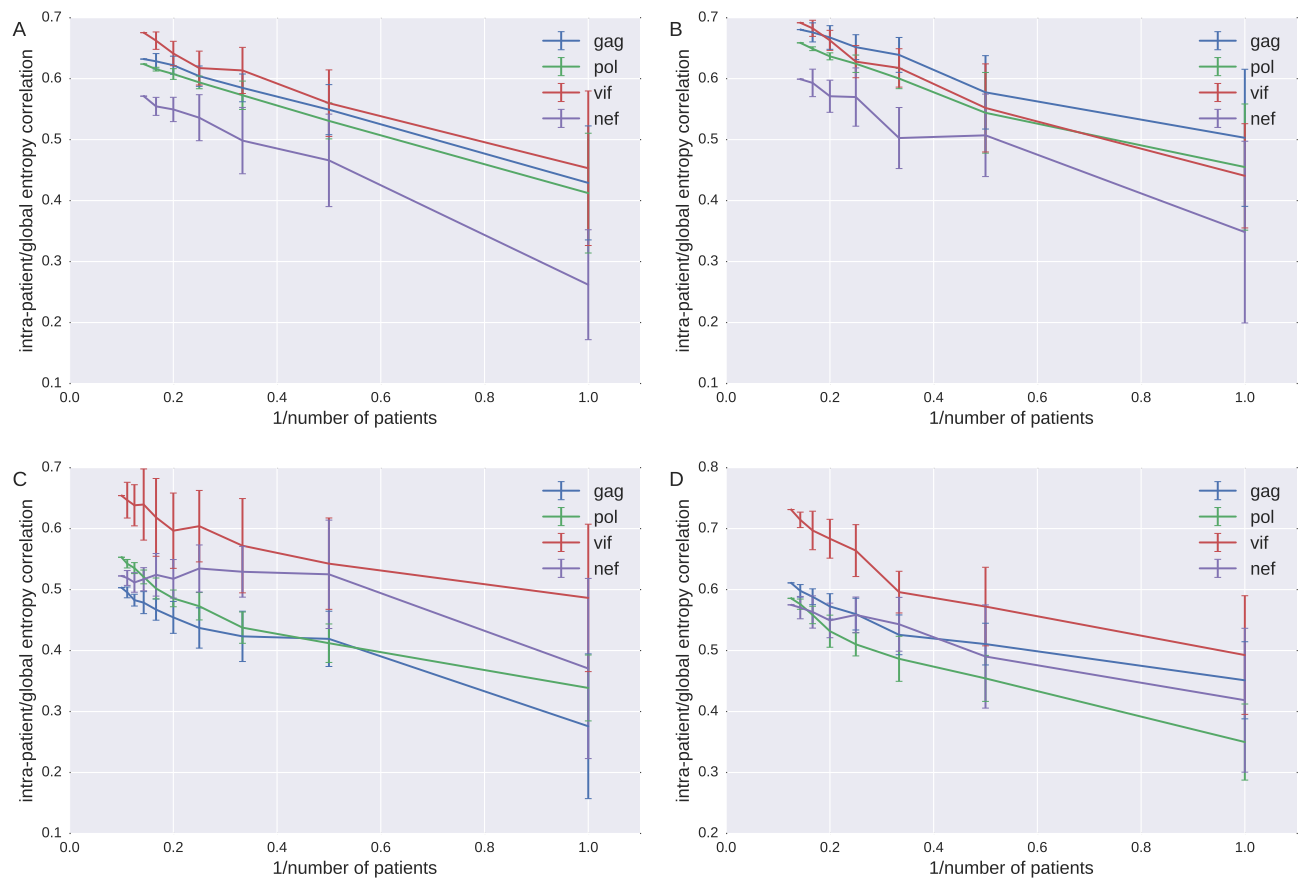 A
0.7
0.6
0.5
0.4
0.3
0.2
0.1
intra-patient/global entropy correlation
gag
pol
vif
nef
0.0 0.2 0.4 0.6 0.8 1.0
1/number of patients
B
0.7
0.6
0.5
0.4
0.3
0.2
0.1
intra-patient/global entropy correlation
gag
pol
vif
nef
0.0 0.2 0.4 0.6 0.8 1.0
1/number of patients
C
0.7
0.6
0.5
0.4
0.3
0.2
0.1
intra-patient/global entropy correlation
gag
pol
vif
nef
0.0 0.2 0.4 0.6 0.8 1.0
1/number of patients
D
0.8
0.7
0.6
0.5
0.4
0.3
0.2
intra-patient/global entropy correlation
gag
pol
vif
nef
0.0 0.2 0.4 0.6 0.8 1.0
1/number of patients